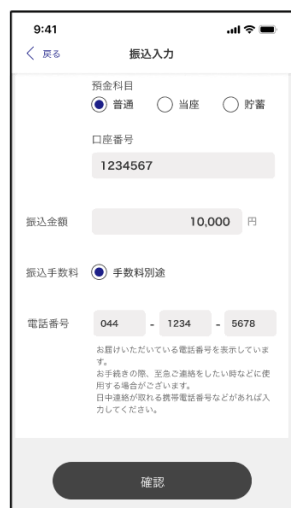 9:41
戻る 振込入力
預金科目
普通 当座 貯蓄
口座番号
1234567
振込金額 10,000 円
振込手数料 手数料別途
電話番号 044 - 1234 - 5678
お届けいただいている電話番号を表示していま
す。
お手続きの際、至急ご連絡をしたい時などに使
用する場合がございます。
日中連絡が取れる携帯電話番号などがあれば入
力してください。
確認